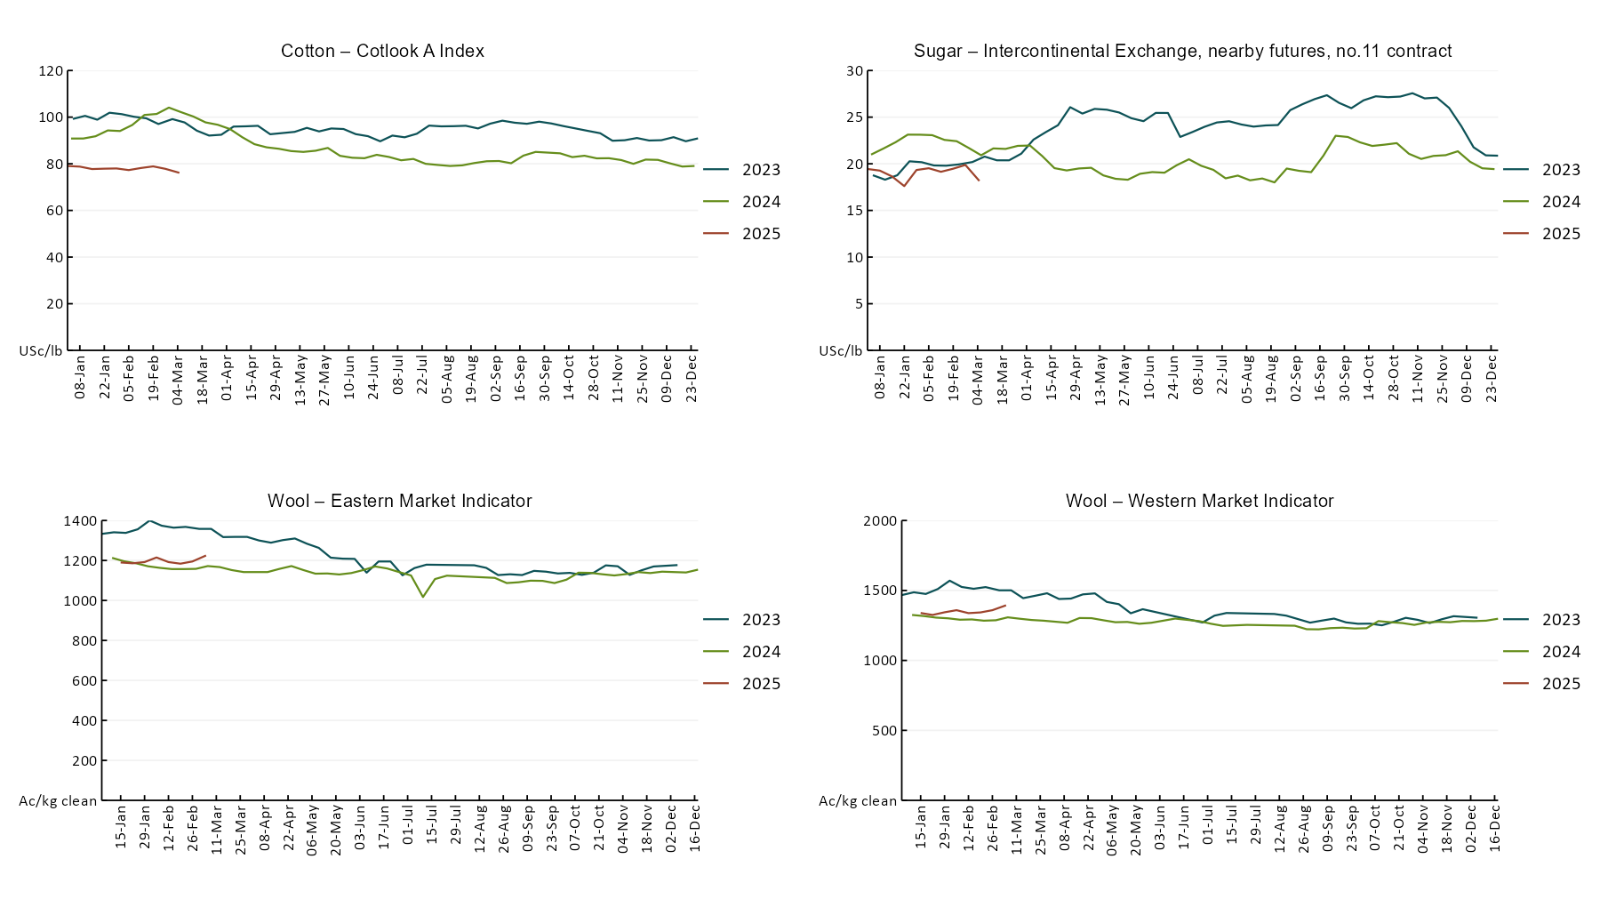 Cotton – Cotlook A Index
120
100
80
60
40
20
USc/lb
08-Jan
22-Jan
05-Feb
19-Feb
04-Mar
18-Mar
01-Apr
15-Apr
29-Apr
13-May
27-May
10-Jun
24-Jun
08-Jul
22-Jul
05-Aug
19-Aug
02-Sep
16-Sep
30-Sep
14-Oct
28-Oct
11-Nov
25-Nov
09-Dec
23-Dec
2023
2024
2025
Sugar – Intercontinental Exchange, nearby futures, no.11 contract
30
25
20
15
10
5
USc/lb
08-Jan
22-Jan
05-Feb
19-Feb
04-Mar
18-Mar
01-Apr
15-Apr
29-Apr
13-May
27-May
10-Jun
24-Jun
08-Jul
22-Jul
05-Aug
19-Aug
02-Sep
16-Sep
30-Sep
14-Oct
28-Oct
11-Nov
25-Nov
09-Dec
23-Dec
2023
2024
2025
Wool – Eastern Market Indicator
1400
1200
1000
800
600
400
200
Ac/kg clean
15-Jan
29-Jan
12-Feb
26-Feb
11-Mar
25-Mar
08-Apr
22-Apr
06-May
20-May
03-Jun
17-Jun
01-Jul
15-Jul
29-Jul
12-Aug
26-Aug
09-Sep
23-Sep
07-Oct
21-Oct
04-Nov
18-Nov
02-Dec
16-Dec
2023
2024
2025
Wool – Western Market Indicator
2000
1500
1000
500
Ac/kg clean
15-Jan
29-Jan
12-Feb
26-Feb
11-Mar
25-Mar
08-Apr
22-Apr
06-May
20-May
03-Jun
17-Jun
01-Jul
15-Jul
29-Jul
12-Aug
26-Aug
09-Sep
23-Sep
07-Oct
21-Oct
04-Nov
18-Nov
02-Dec
16-Dec
2023
2024
2025